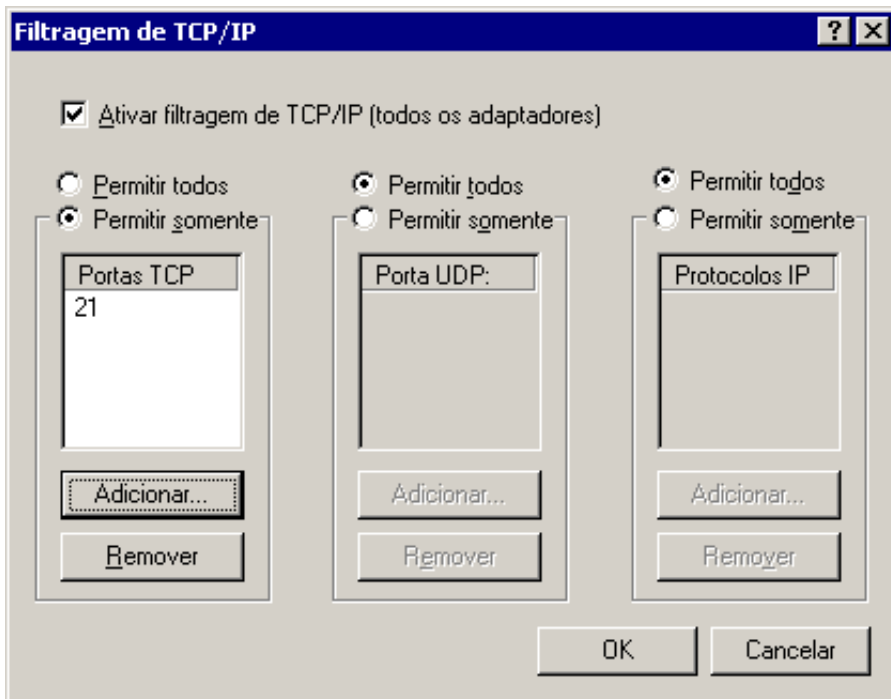 Filtragem de TCP/IP
Ativar filtragem de TCP/IP (todos os adaptadores)
Permitir todos
Permitir somente
Portas TCP
21
Adicionar...
Remover
Permitir todos
Permitir somente
Porta UDP:
Adicionar...
Remover
Permitir todos
Permitir somente
Protocolos IP
Adicionar...
Remover
OK
Cancelar